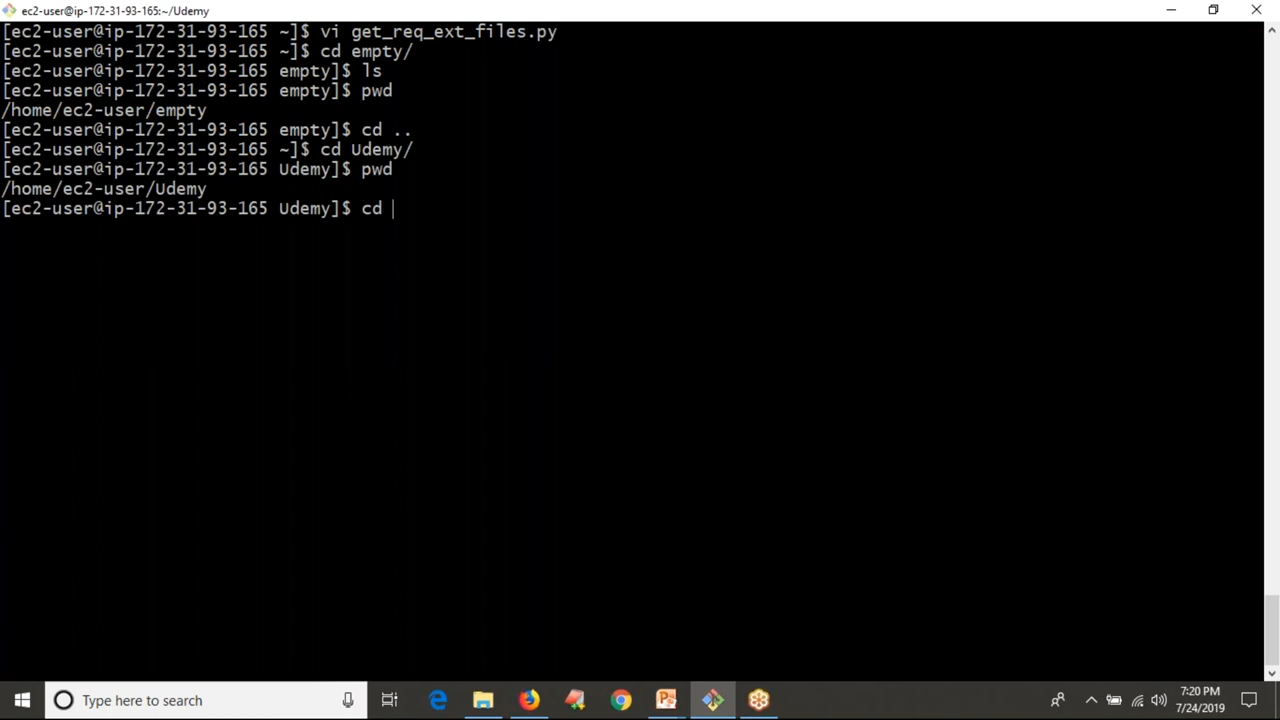 ec2-user@ip-172-31-93-165:~/Udemy
[ec2-user@ip-172-31-93-165 ~]$ vi get_req_ext_files.py
[ec2-user@ip-172-31-93-165 ~]$ cd empty/
[ec2-user@ip-172-31-93-165 empty]$ ls
[ec2-user@ip-172-31-93-165 empty]$ pwd
/home/ec2-user/empty
[ec2-user@ip-172-31-93-165 empty]$ cd ..
[ec2-user@ip-172-31-93-165 ~]$ cd Udemy/
[ec2-user@ip-172-31-93-165 Udemy]$ pwd
/home/ec2-user/Udemy
[ec2-user@ip-172-31-93-165 Udemy]$ cd
Type here to search
7:20 PM
7/24/2019